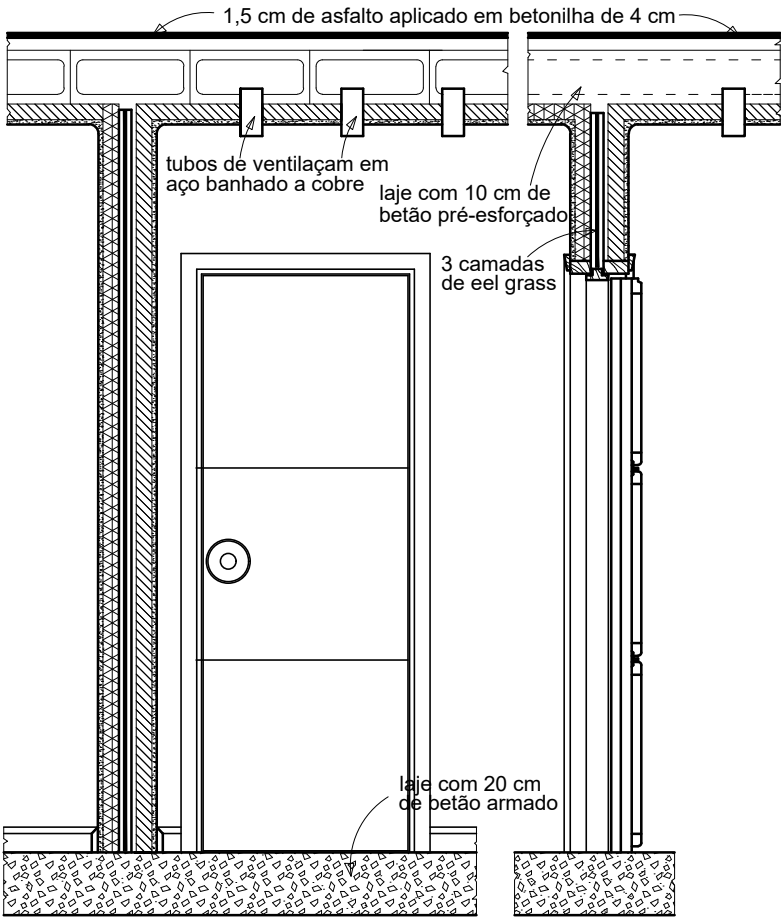 1,5 cm de asfalto aplicado em betonilha de 4 cm
tubos de ventilaçam em
aço banhado a cobre
laje com 10 cm de
betão pré-esforçado
3 camadas
de eel grass
laje com 20 cm
de betão armado